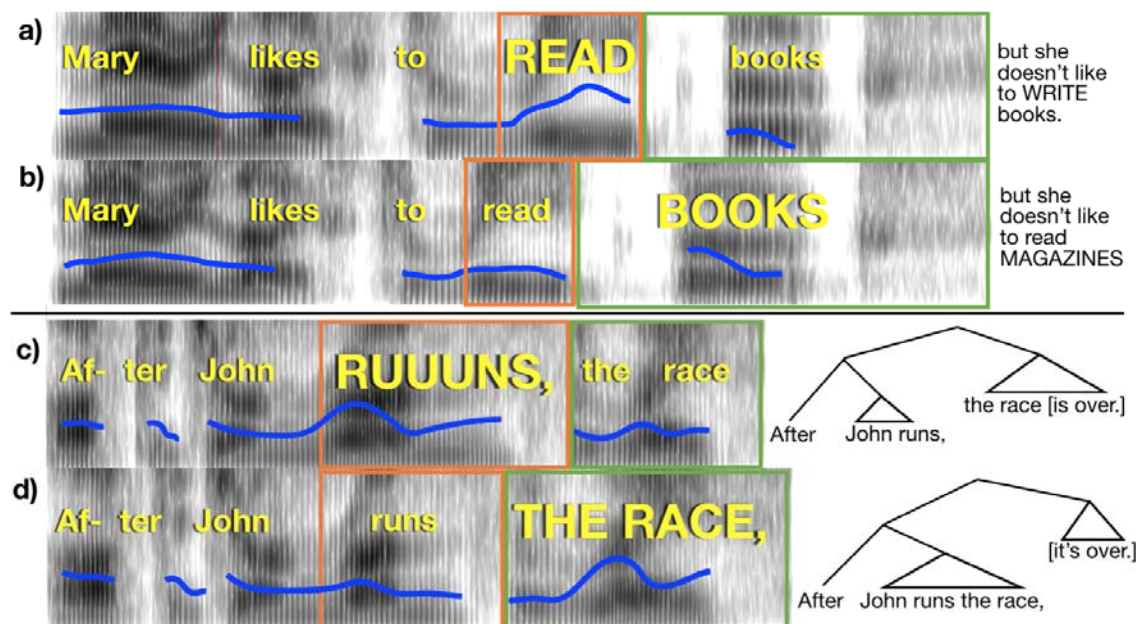 a) Mary likes to READ books
but she
doesn't like
to WRITE
books.
b) Mary likes to read BOOKS
but she
doesn't like
to read
MAGAZINES
c) Af- ter John RUUUNS, the race
After John runs, the race [is over.]
d) Af- ter John runs THE RACE,
[it's over.]
After John runs the race,